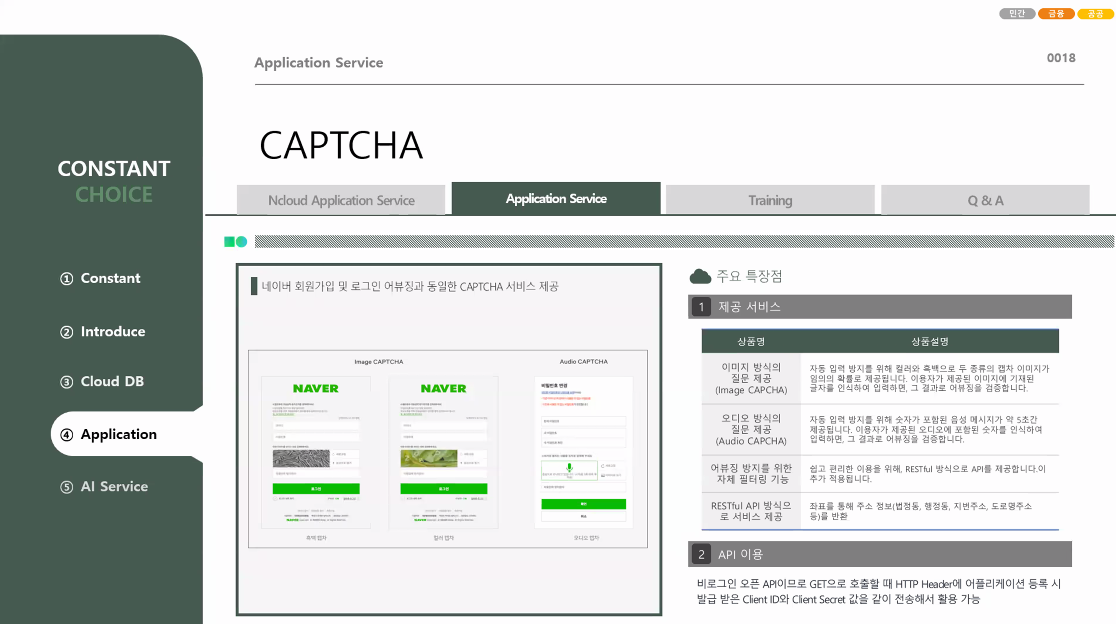 민간 금융 공공
Application Service
0018
CAPTCHA
CONSTANT
CHOICE
① Constant
② Introduce
③ Cloud DB
④ Application
⑤ AI Service
Ncloud Application Service
Application Service
Training
Q & A
네이버 회원가입 및 로그인 어뷰징과 동일한 CAPTCHA 서비스 제공
Image CAPTCHA
Audio CAPTCHA
NAVER
NAVER
비밀번호 변경
로그인
로그인
확인
흑백 캡차
컬러 캡차
오디오 캡차
주요 특장점
1 제공 서비스
상품명
상품설명
이미지 방식의
질문 제공
(Image CAPCHA)
자동 입력 방지를 위해 컬러와 흑백으로 두 종류의 캡차 이미지가
임의의 확률로 제공됩니다. 이용자가 제공된 이미지에 기재된
글자를 인식하여 입력하면, 그 결과로 어뷰징을 검증합니다.
오디오 방식의
질문 제공
(Audio CAPCHA)
자동 입력 방지를 위해 숫자가 포함된 음성 메시지가 약 5초간
제공됩니다. 이용자가 제공된 오디오에 포함된 숫자를 인식하여
입력하면, 그 결과로 어뷰징을 검증합니다.
어뷰징 방지를 위한
자체 필터링 기능
쉽고 편리한 이용을 위해, RESTful 방식으로 API를 제공합니다.이
주가 적용됩니다.
RESTful API 방식으
로 서비스 제공
좌표를 통해 주소 정보(법정동, 행정동, 지번주소, 도로명주소
등)를 반환
2 API 이용
비로그인 오픈 API이므로 GET으로 호출할 때 HTTP Header에 어플리케이션 등록 시
발급 받은 Client ID와 Client Secret 값을 같이 전송해서 활용 가능